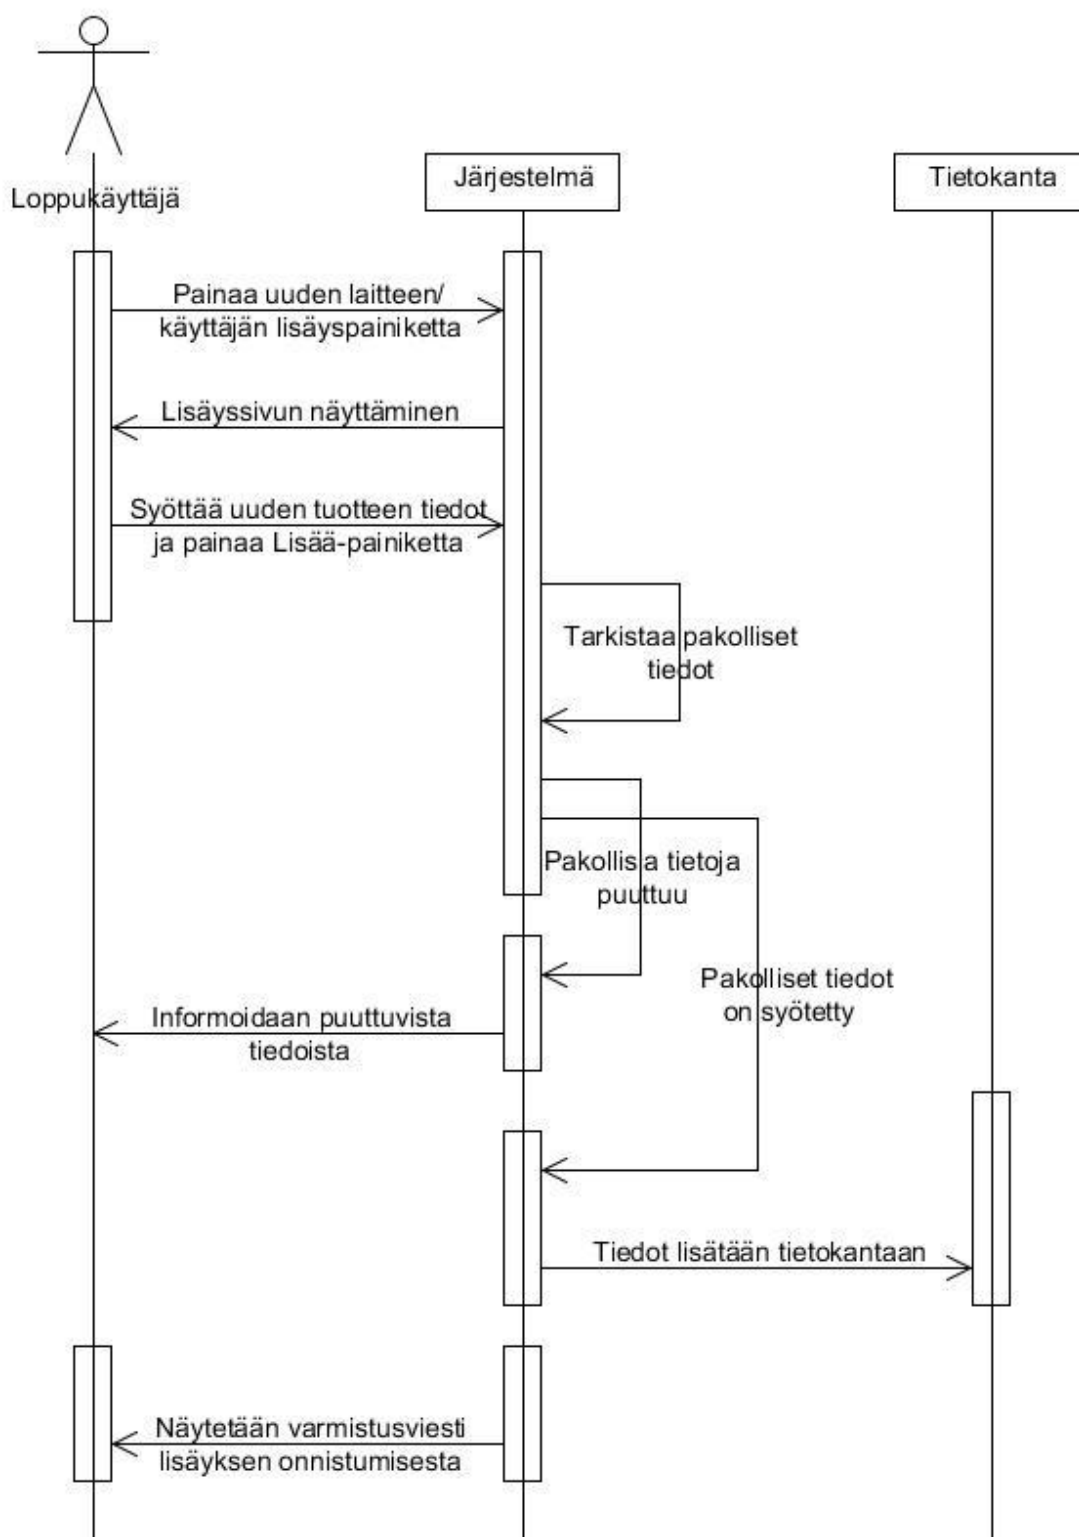 Loppukäyttäjä
Järjestelmä
Tietokanta
Painaa uuden laitteen/
käyttäjän lisäyspainiketta
Lisäyssivun näyttäminen
Syöttää uuden tuotteen tiedot
ja painaa Lisää-painiketta
Tarkistaa pakolliset
tiedot
Pakollisia tietoja
puuttuu
Pakolliset tiedot
on syötetty
Informoidaan puuttuvista
tiedoista
Tiedot lisätään tietokantaan
Näytetään varmistusviesti
lisäyksen onnistumisesta